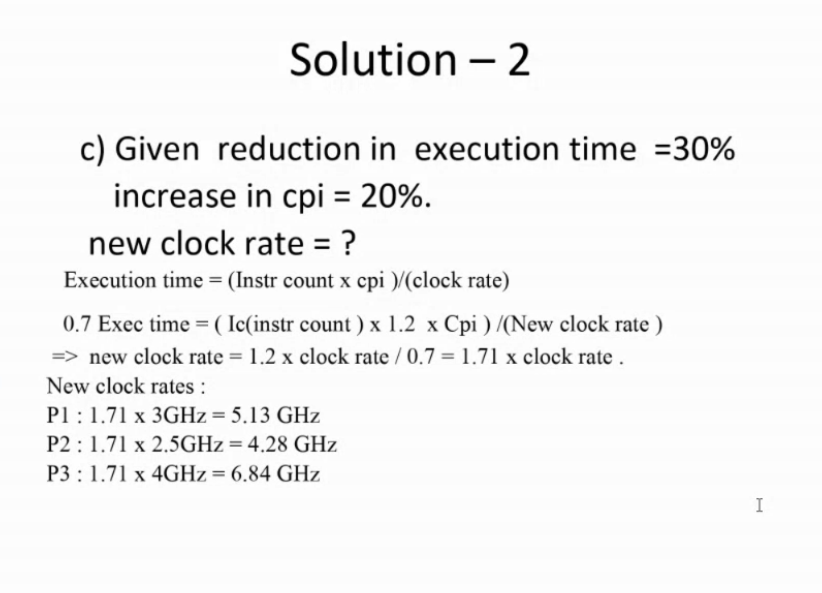 Solution – 2
c) Given reduction in execution time =30%
increase in cpi = 20%.
new clock rate = ?
Execution time = (Instr count x cpi )/(clock rate)
0.7 Exec time = ( Ic(instr count ) x 1.2 x Cpi ) /(New clock rate )
=> new clock rate = 1.2 x clock rate / 0.7 = 1.71 x clock rate .
New clock rates :
P1 : 1.71 x 3GHz = 5.13 GHz
P2 : 1.71 x 2.5GHz = 4.28 GHz
P3 : 1.71 x 4GHz = 6.84 GHz